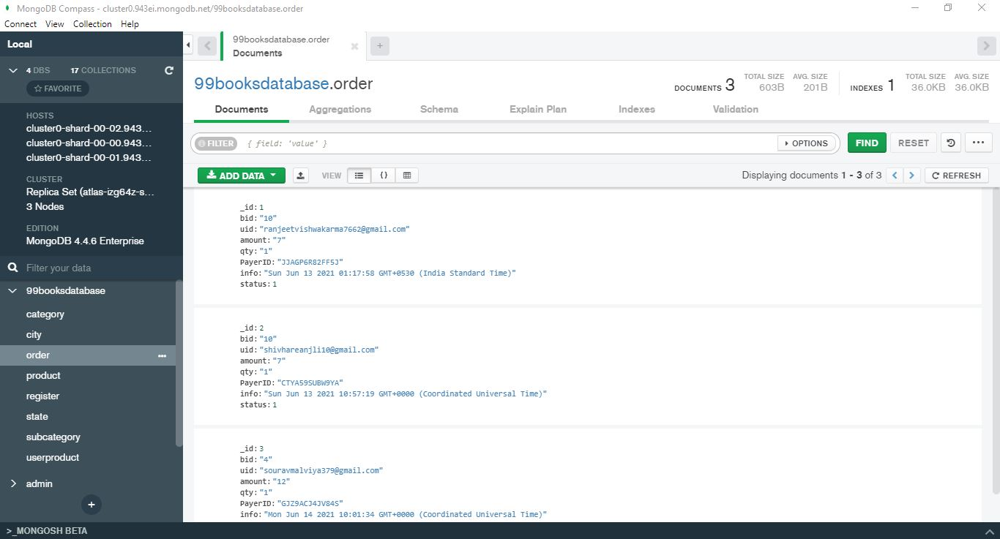 MongoDB Compass - cluster0.943ei.mongodb.net/99booksdatabase.order
Connect View Collection Help
Local
4 DBS 17 COLLECTIONS
FAVORITE
HOSTS
cluster0-shard-00-02.943...
cluster0-shard-00-00.943...
cluster0-shard-00-01.943...
CLUSTER
Replica Set (atlas-izg64z-s...
3 Nodes
EDITION
MongoDB 4.4.6 Enterprise
Filter your data
99booksdatabase
category
city
order
product
register
state
subcategory
userproduct
admin
+
99booksdatabase.order
Documents
+
99booksdatabase.order
DOCUMENTS 3 TOTAL SIZE 603B AVG. SIZE 201B INDEXES 1 TOTAL SIZE 36.0KB AVG. SIZE 36.0KB
Documents Aggregations Schema Explain Plan Indexes Validation
FILTER { field: 'value' } OPTIONS FIND RESET ...
ADD DATA VIEW {} Displaying documents 1 - 3 of 3 < > REFRESH
_id: 1
bid: "10"
uid: "ranjeetvishwakarma7662@gmail.com"
amount: "7"
qty: "1"
PayerID: "JJAGP6R82FF5J"
info: "Sun Jun 13 2021 01:17:58 GMT+0530 (India Standard Time)"
status: 1
_id: 2
bid: "10"
uid: "shivhareanjli10@gmail.com"
amount: "7"
qty: "1"
PayerID: "CTYA59SUBW9YA"
info: "Sun Jun 13 2021 10:57:19 GMT+0000 (Coordinated Universal Time)"
status: 1
_id: 3
bid: "4"
uid: "souravmalviya379@gmail.com"
amount: "12"
qty: "1"
PayerID: "GJZ9ACJ4JV84S"
info: "Mon Jun 14 2021 10:01:34 GMT+0000 (Coordinated Universal Time)"
>_MONGOSH BETA